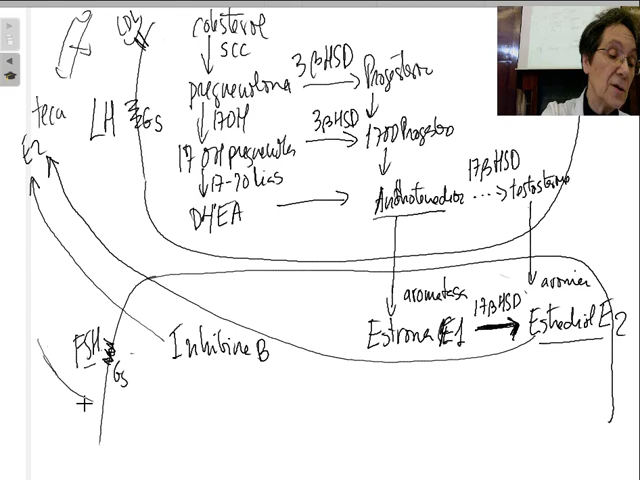 LDL
colesterol
SCC
pregnenolona 3βHSD Progesterona
teca LH Gs 17OH 3βHSD
E2
17 OH pregnenolona 17OH Progesterona
17-20 liasa 17βHSD
DHEA Androstenediona testosterona
aromatasa aromatasa
17βHSD
Estrona E1 Estradiol E2
FSH Inhibina B
Gs
+